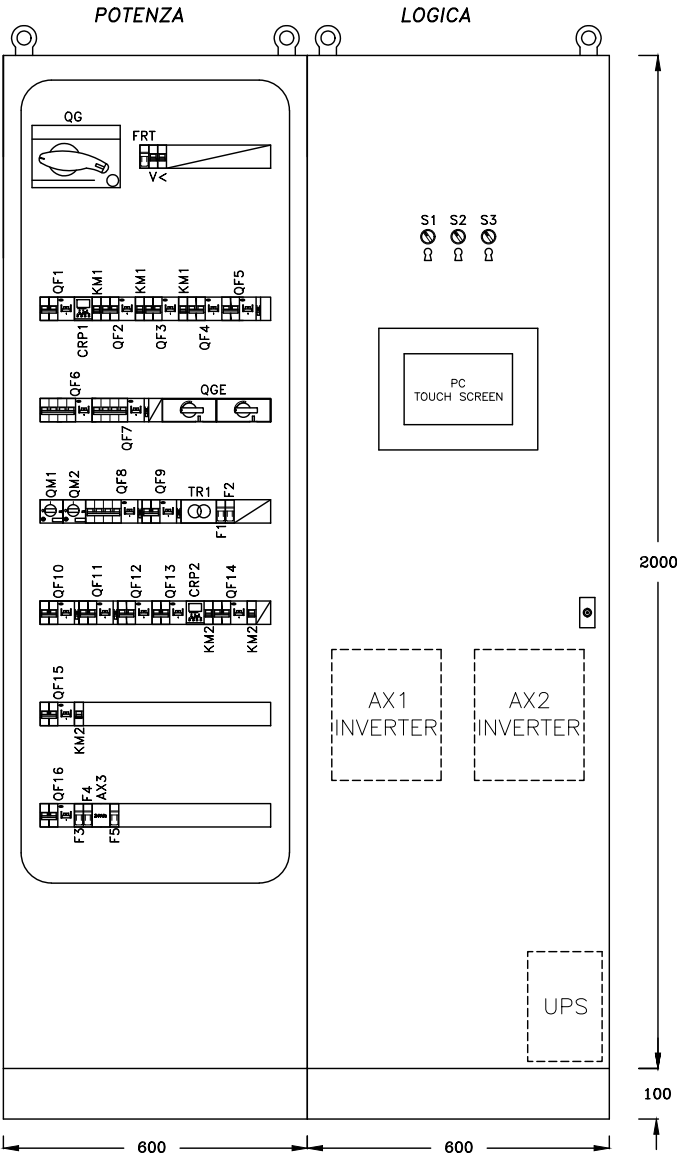 POTENZA
LOGICA
QG
FRT
V<
S1 S2 S3
QF1
KM1
KM1
KM1
QF5
CRP1
QF2
QF3
QF4
PC
TOUCH SCREEN
QF6
QGE
QF7
QM1
QM2
QF8
QF9
TR1
F2
F1
2000
QF10
QF11
QF12
QF13
CRP2
QF14
KM2
KM2
AX1
INVERTER
AX2
INVERTER
QF15
KM2
QF16
F4
AX3
F3
F5
UPS
100
600
600